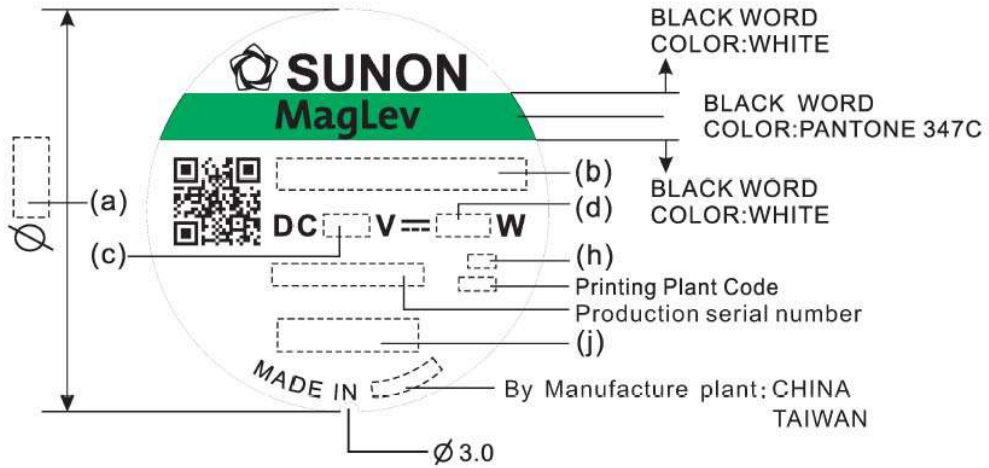 BLACK WORD
COLOR:WHITE
SUNON
MagLev
BLACK WORD
COLOR:PANTONE 347C
(b)
BLACK WORD
COLOR:WHITE
(a)
Ø
(d)
DC V W
(c)
(h)
Printing Plant Code
Production serial number
(j)
MADE IN
By Manufacture plant: CHINA
TAIWAN
Ø 3.0